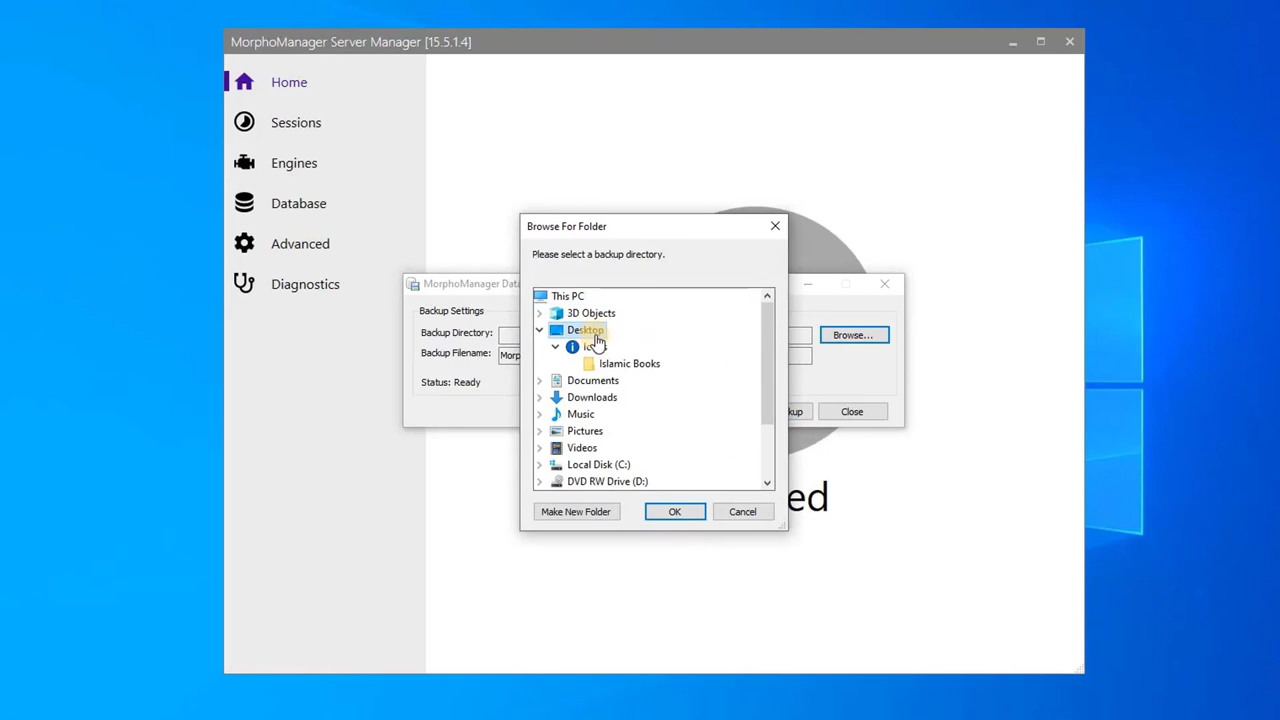 MorphoManager Server Manager [15.5.1.4]
Home
Sessions
Engines
Database
Advanced
Diagnostics
MorphoManager
Backup Settings
Backup Directory:
Browse...
Backup Filename:
Status: Ready
Close
Browse For Folder
Please select a backup directory.
This PC
3D Objects
Desktop
Islamic Books
Documents
Downloads
Music
Pictures
Videos
Local Disk (C:)
DVD RW Drive (D:)
Make New Folder
OK
Cancel